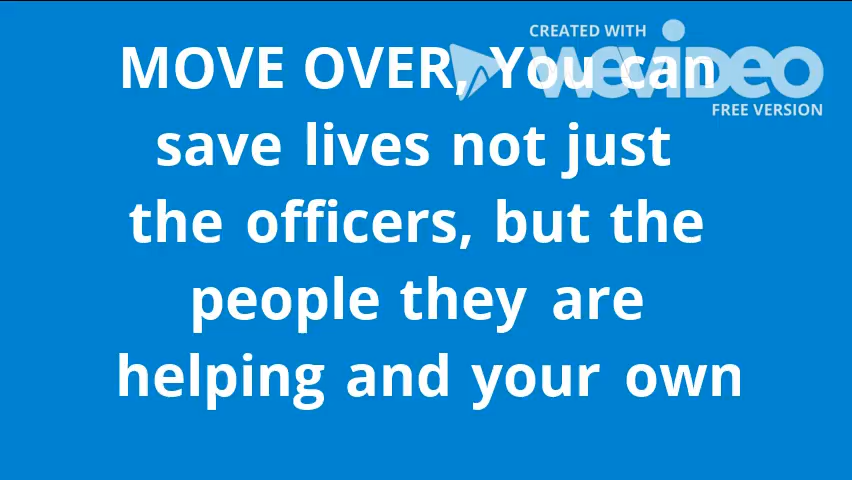 CREATED WITH
WeVideo
FREE VERSION
MOVE OVER, You can
save lives not just
the officers, but the
people they are
helping and your own